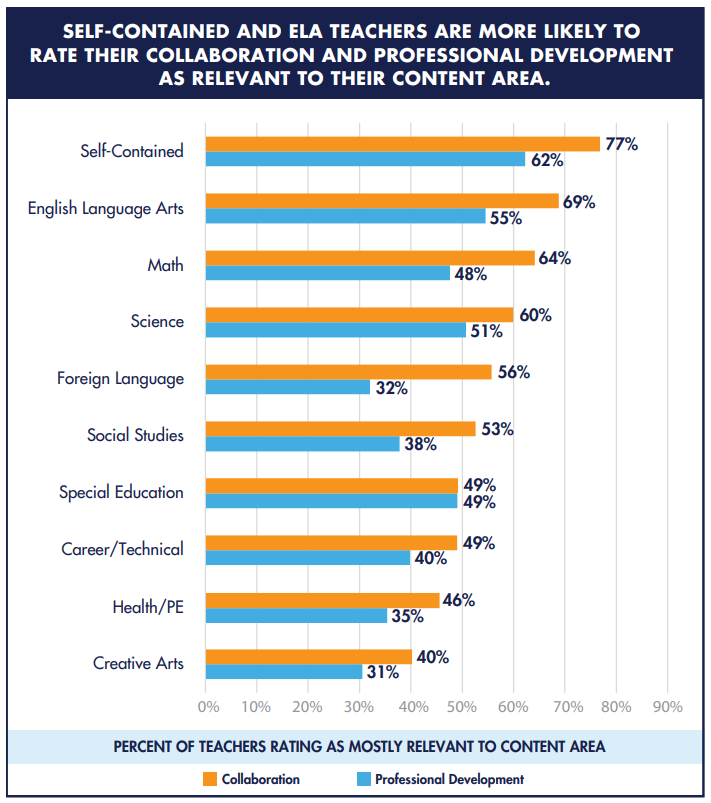 SELF-CONTAINED AND ELA TEACHERS ARE MORE LIKELY TO
RATE THEIR COLLABORATION AND PROFESSIONAL DEVELOPMENT
AS RELEVANT TO THEIR CONTENT AREA.
Self-Contained
77%
62%
English Language Arts
69%
55%
Math
64%
48%
Science
60%
51%
Foreign Language
56%
32%
Social Studies
53%
38%
Special Education
49%
49%
Career/Technical
49%
40%
Health/PE
46%
35%
Creative Arts
40%
31%
0% 10% 20% 30% 40% 50% 60% 70% 80% 90%
PERCENT OF TEACHERS RATING AS MOSTLY RELEVANT TO CONTENT AREA
Collaboration Professional Development